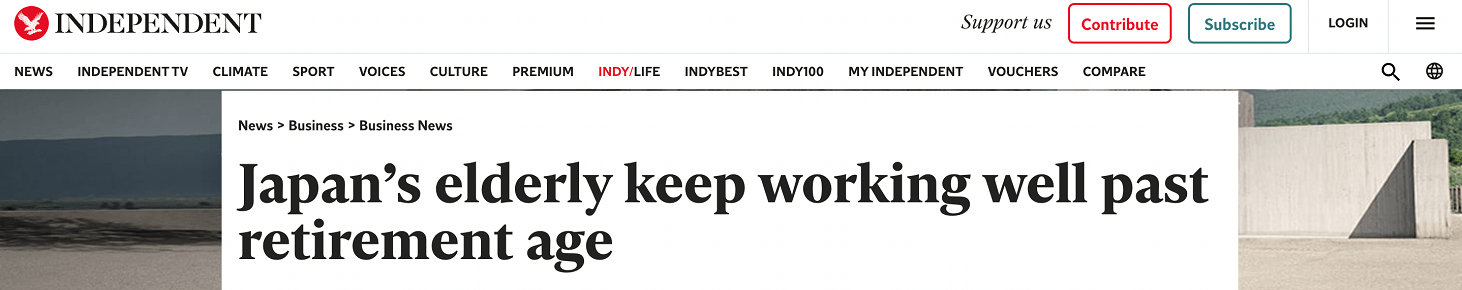 INDEPENDENT
Support us
Contribute
Subscribe
LOGIN
NEWS INDEPENDENT TV CLIMATE SPORT VOICES CULTURE PREMIUM INDY/LIFE INDYBEST INDY100 MY INDEPENDENT VOUCHERS COMPARE
News > Business > Business News
Japan’s elderly keep working well past
retirement age